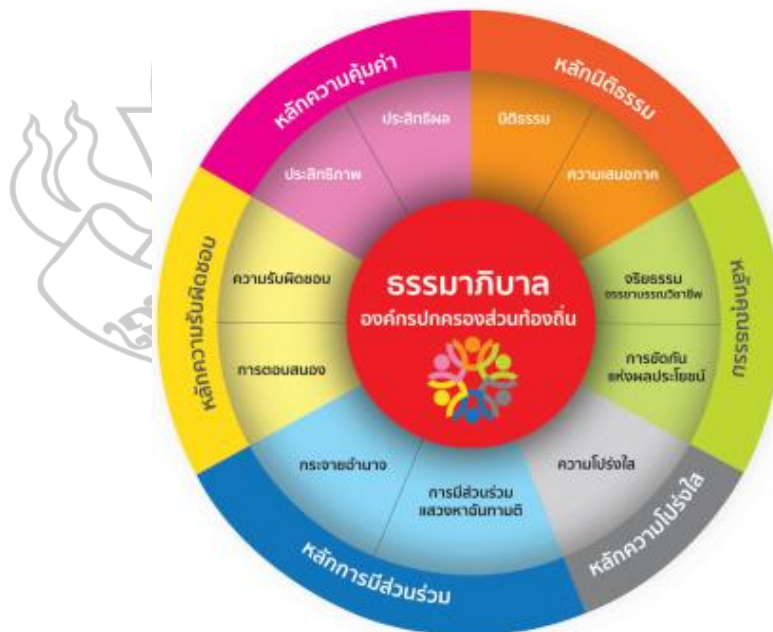 หลักความคุ้มค่า
หลักนิติธรรม
ประสิทธิผล
นิติธรรม
ประสิทธิภาพ
ความเสมอภาค
ความรับผิดชอบ
จริยธรรม
จรรยาบรรณวิชาชีพ
ธรรมาภิบาล
องค์กรปกครองส่วนท้องถิ่น
หลักความรับผิดชอบ
หลักคุณธรรม
การตอบสนอง
การขัดกัน
แห่งผลประโยชน์
กระจายอำนาจ
ความโปร่งใส
การมีส่วนร่วม
แสวงหาฉันทามติ
หลักการมีส่วนร่วม
หลักความโปร่งใส